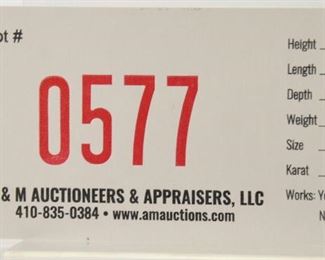 ot #
0577
& M AUCTIONEERS & APPRAISERS, LLC
410-835-0384 • www.amauctions.com
Height
Length
Depth
Weight
Size
Karat
Works: Y
N